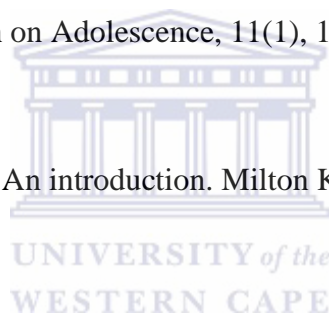 n on Adolescence, 11(1), 1
An introduction. Milton K
UNIVERSITY of the
WESTERN CAPE